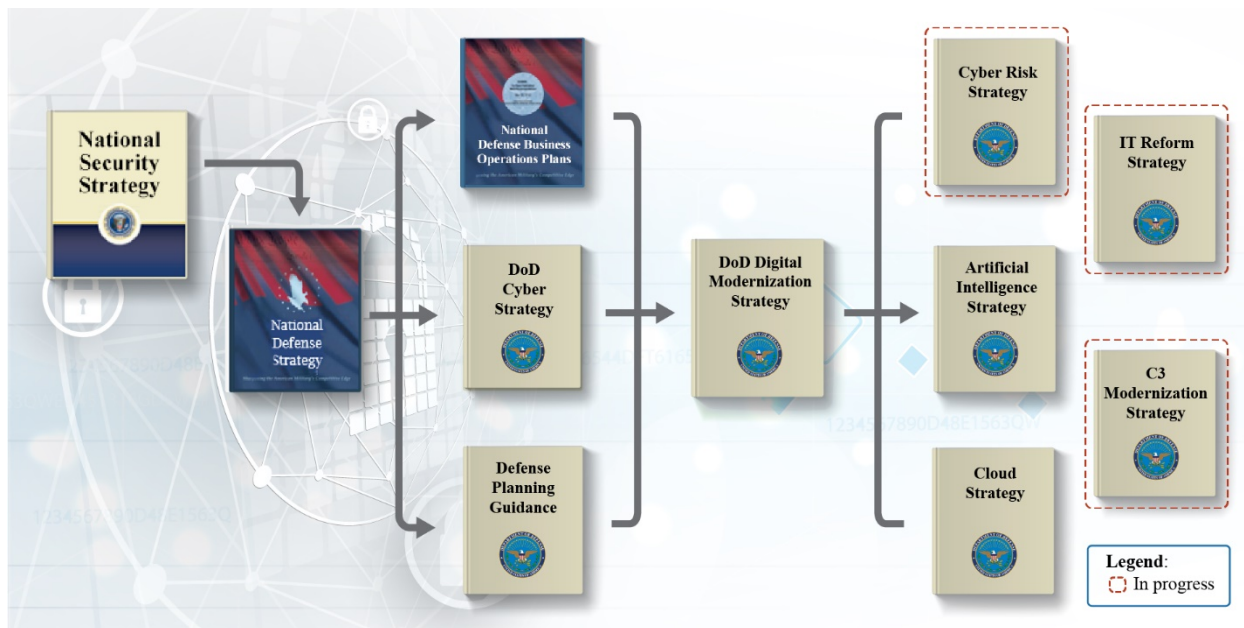 National
Security
Strategy
National
Defense
Strategy
National
Defense Business
Operations Plans
DoD
Cyber
Strategy
Defense
Planning
Guidance
DoD Digital
Modernization
Strategy
Cyber Risk
Strategy
IT Reform
Strategy
Artificial
Intelligence
Strategy
C3
Modernization
Strategy
Cloud
Strategy
1234567890D48E1563QW
1234567890D48E1563Q
Legend:
In progress